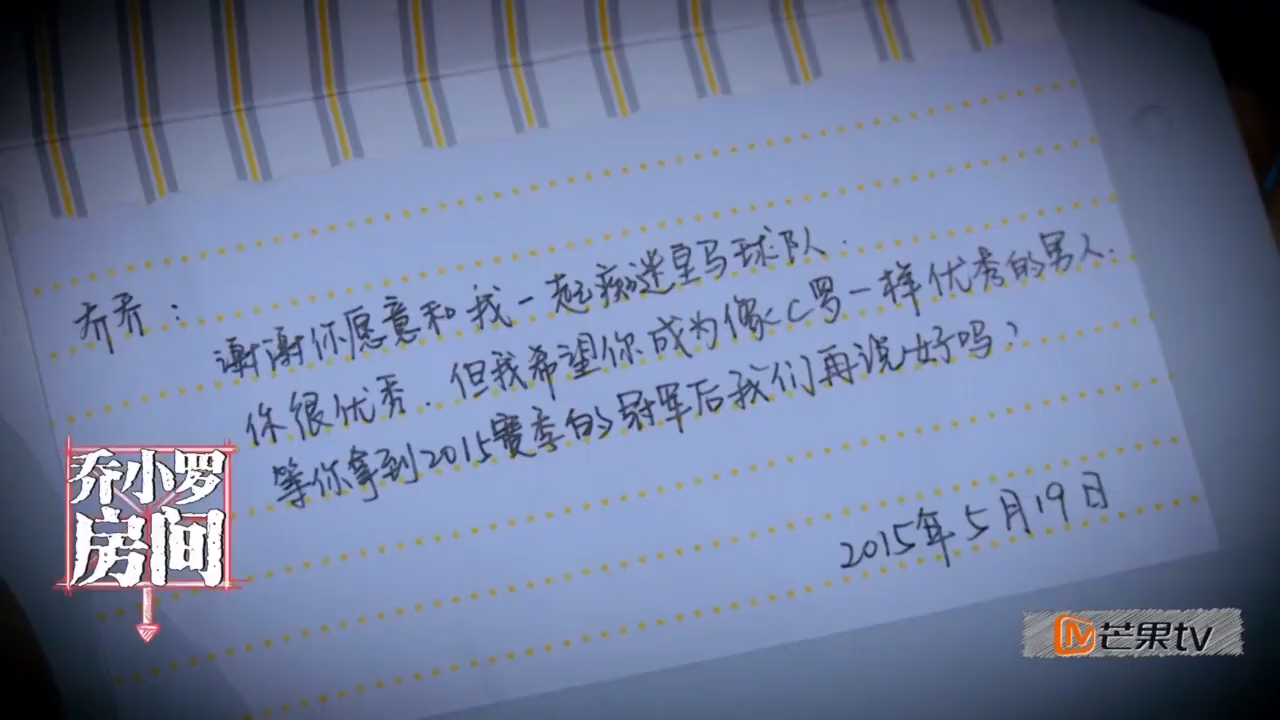 乔乔：
谢谢你愿意和我一起痴迷皇马球队.
你很优秀.但我希望你成为像C罗一样优秀的男人.
等你拿到2015赛季的冠军后我们再说好吗？
2015年5月19日
乔小罗
房间
芒果tv